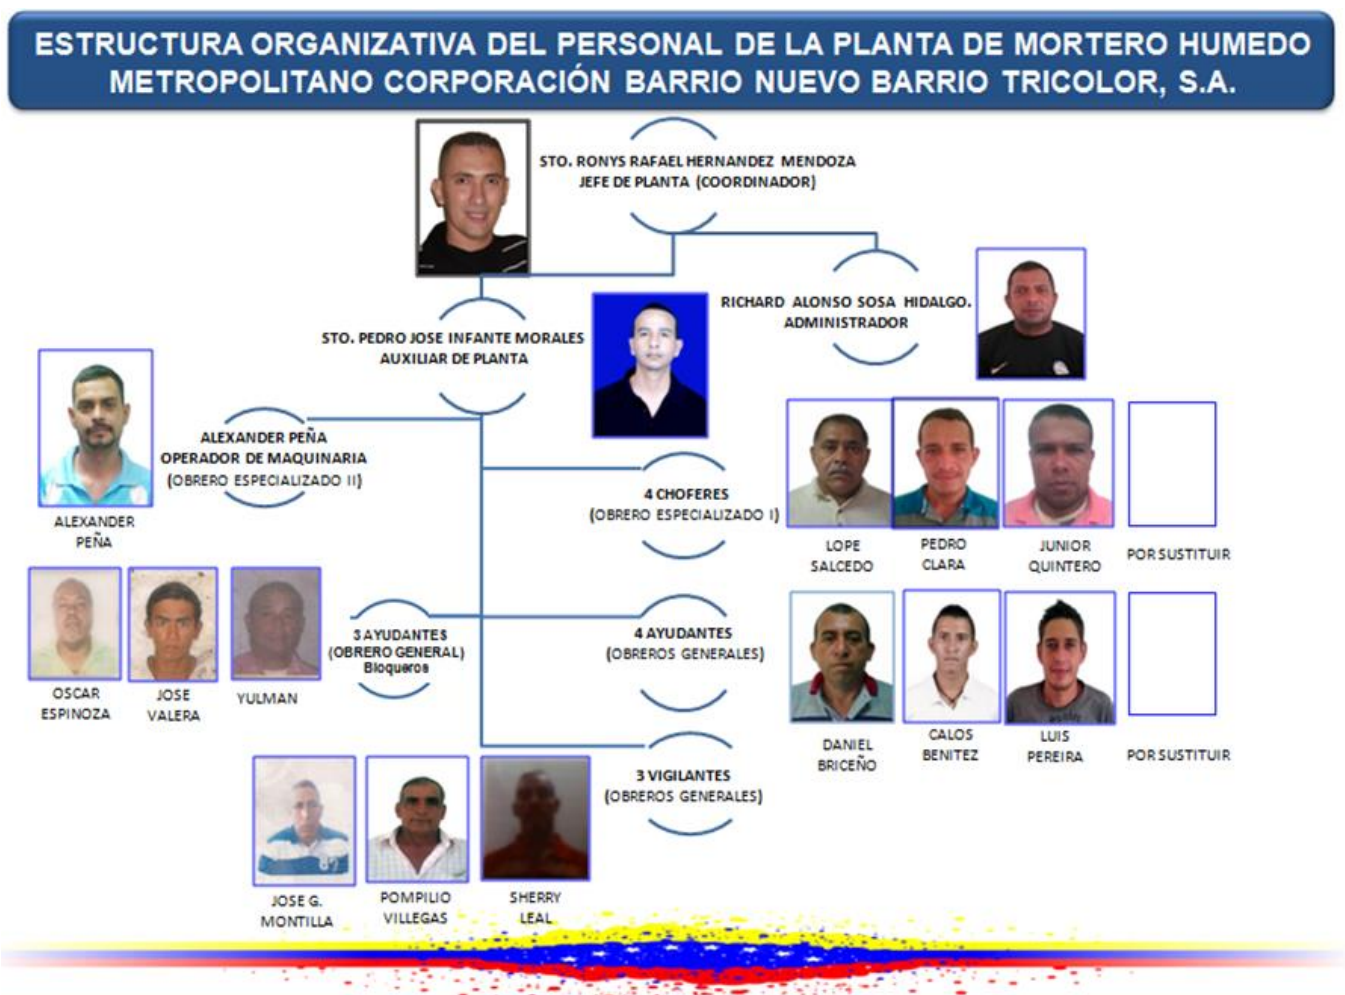 ESTRUCTURA ORGANIZATIVA DEL PERSONAL DE LA PLANTA DE MORTERO HUMEDO
METROPOLITANO CORPORACIÓN BARRIO NUEVO BARRIO TRICOLOR, S.A.
STO. RONYS RAFAEL HERNANDEZ MENDOZA
JEFE DE PLANTA (COORDINADOR)
RICHARD ALONSO SOSA HIDALGO.
ADMINISTRADOR
STO. PEDRO JOSE INFANTE MORALES
AUXILIAR DE PLANTA
ALEXANDER PEÑA
OPERADOR DE MAQUINARIA
(OBRERO ESPECIALIZADO II)
ALEXANDER
PEÑA
4 CHOFERES
(OBRERO ESPECIALIZADO I)
LOPE
SALCEDO
PEDRO
CLARA
JUNIOR
QUINTERO
POR SUSTITUIR
3 AYUDANTES
(OBRERO GENERAL)
Bloqueros
OSCAR
ESPINOZA
JOSE
VALERA
YULMAN
4 AYUDANTES
(OBREROS GENERALES)
DANIEL
BRICEÑO
CALOS
BENITEZ
LUIS
PEREIRA
POR SUSTITUIR
3 VIGILANTES
(OBREROS GENERALES)
JOSE G.
MONTILLA
POMPILIO
VILLEGAS
SHERRY
LEAL